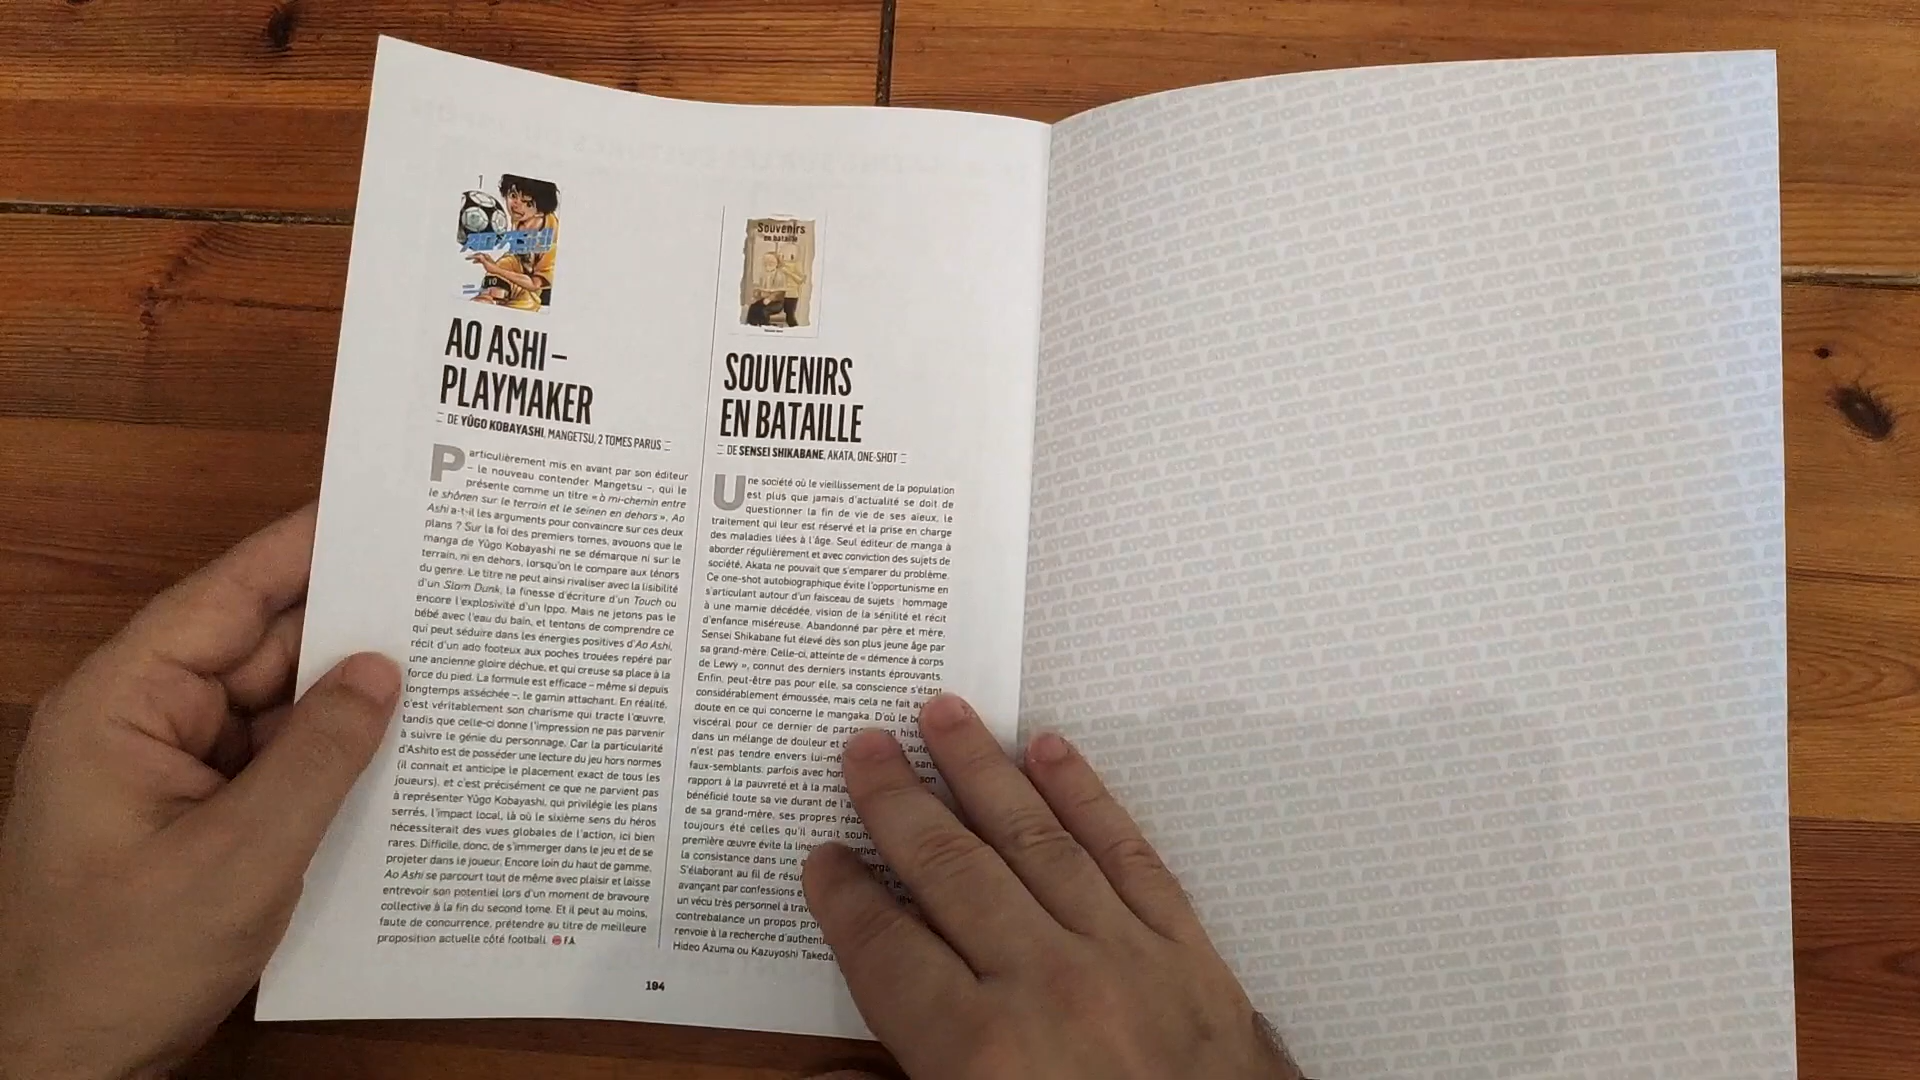 1
AO ASHI
10
AO ASHI –
PLAYMAKER
DE YÛGO KOBAYASHI, MANGETSU, 2 TOMES PARUS
Particulièrement mis en avant par son éditeur
– le nouveau contender Mangetsu –, qui le
présente comme un titre « à mi-chemin entre
le shônen sur le terrain et le seinen en dehors », Ao
Ashi a-t-il les arguments pour convaincre sur ces deux
plans ? Sur la foi des premiers tomes, avouons que le
manga de Yûgo Kobayashi ne se démarque ni sur le
terrain, ni en dehors, lorsqu'on le compare aux ténors
du genre. Le titre ne peut ainsi rivaliser avec la lisibilité
d'un Slam Dunk, la finesse d'écriture d'un Touch ou
encore l'explosivité d'un Ippo. Mais ne jetons pas le
bébé avec l'eau du bain, et tentons de comprendre ce
qui peut séduire dans les énergies positives d'Ao Ashi,
récit d'un ado footeux aux poches trouées repéré par
une ancienne gloire déchue, et qui creuse sa place à la
force du pied. La formule est efficace – même si depuis
longtemps asséchée –, le gamin attachant. En réalité,
c'est véritablement son charisme qui tracte l'œuvre,
tandis que celle-ci donne l'impression ne pas parvenir
à suivre le génie du personnage. Car la particularité
d'Ashito est de posséder une lecture du jeu hors normes
(il connait et anticipe le placement exact de tous les
joueurs), et c'est précisément ce que ne parvient pas
à représenter Yûgo Kobayashi, qui privilégie les plans
serrés, l'impact local, là où le sixième sens du héros
nécessiterait des vues globales de l'action, ici bien
rares. Difficile, donc, de s'immerger dans le jeu et de se
projeter dans le joueur. Encore loin du haut de gamme,
Ao Ashi se parcourt tout de même avec plaisir et laisse
entrevoir son potentiel lors d'un moment de bravoure
collective à la fin du second tome. Et il peut au moins,
faute de concurrence, prétendre au titre de meilleure
proposition actuelle côté football. F.A.
Souvenirs
en bataille
SOUVENIRS
EN BATAILLE
DE SENSEI SHIKABANE, AKATA, ONE-SHOT
Une société où le vieillissement de la population
est plus que jamais d'actualité se doit de
questionner la fin de vie de ses aïeux, le
traitement qui leur est réservé et la prise en charge
des maladies liées à l'âge. Seul éditeur de manga à
aborder régulièrement et avec conviction des sujets de
société, Akata ne pouvait que s'emparer du problème.
Ce one-shot autobiographique évite l'opportunisme en
s'articulant autour d'un faisceau de sujets : hommage
à une mamie décédée, vision de la sénilité et récit
d'enfance miséreuse. Abandonné par père et mère,
Sensei Shikabane fut élevé dès son plus jeune âge par
sa grand-mère. Celle-ci, atteinte de « démence à corps
de Lewy », connut des derniers instants éprouvants.
Enfin, peut-être pas pour elle, sa conscience s'étant
considérablement émoussée, mais cela ne fait
doute en ce qui concerne le mangaka. D'où le
viscéral pour ce dernier de
dans un mélange de douleur et
n'est pas tendre envers sans
faux-semblants, parfois avec son
rapport à la pauvreté et à la
bénéficié toute sa vie durant de
de sa grand-mère, ses propres
toujours été celles qu'il aurait
première œuvre évite la
la consistance dans une
S'élaborant au fil de
avançant par confessions
un vécu très personnel à
contrebalance un propos
renvoie à la recherche
Hideo Azuma ou Kazuyoshi Takeda
194
ATOM